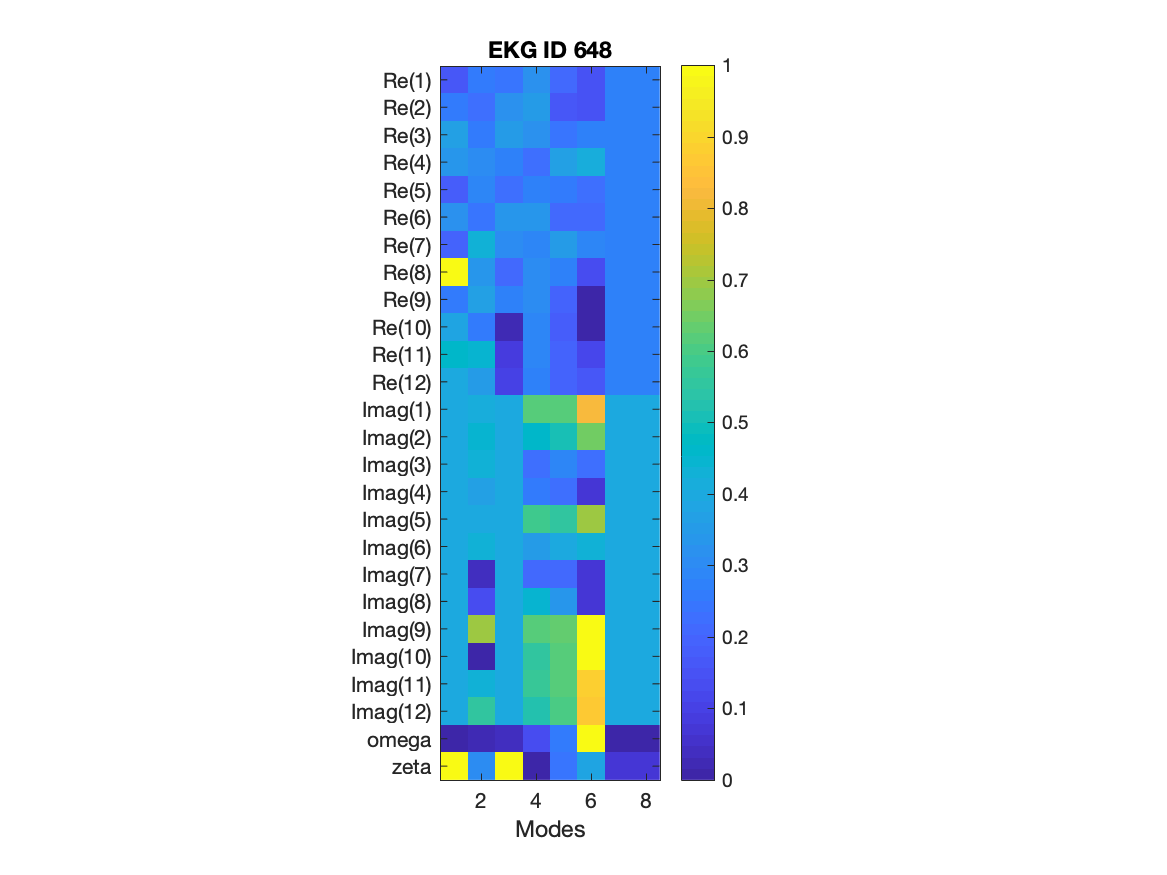 EKG ID 648
Re(1)
Re(2)
Re(3)
Re(4)
Re(5)
Re(6)
Re(7)
Re(8)
Re(9)
Re(10)
Re(11)
Re(12)
Imag(1)
Imag(2)
Imag(3)
Imag(4)
Imag(5)
Imag(6)
Imag(7)
Imag(8)
Imag(9)
Imag(10)
Imag(11)
Imag(12)
omega
zeta
2 4 6 8
Modes
1
0.9
0.8
0.7
0.6
0.5
0.4
0.3
0.2
0.1
0